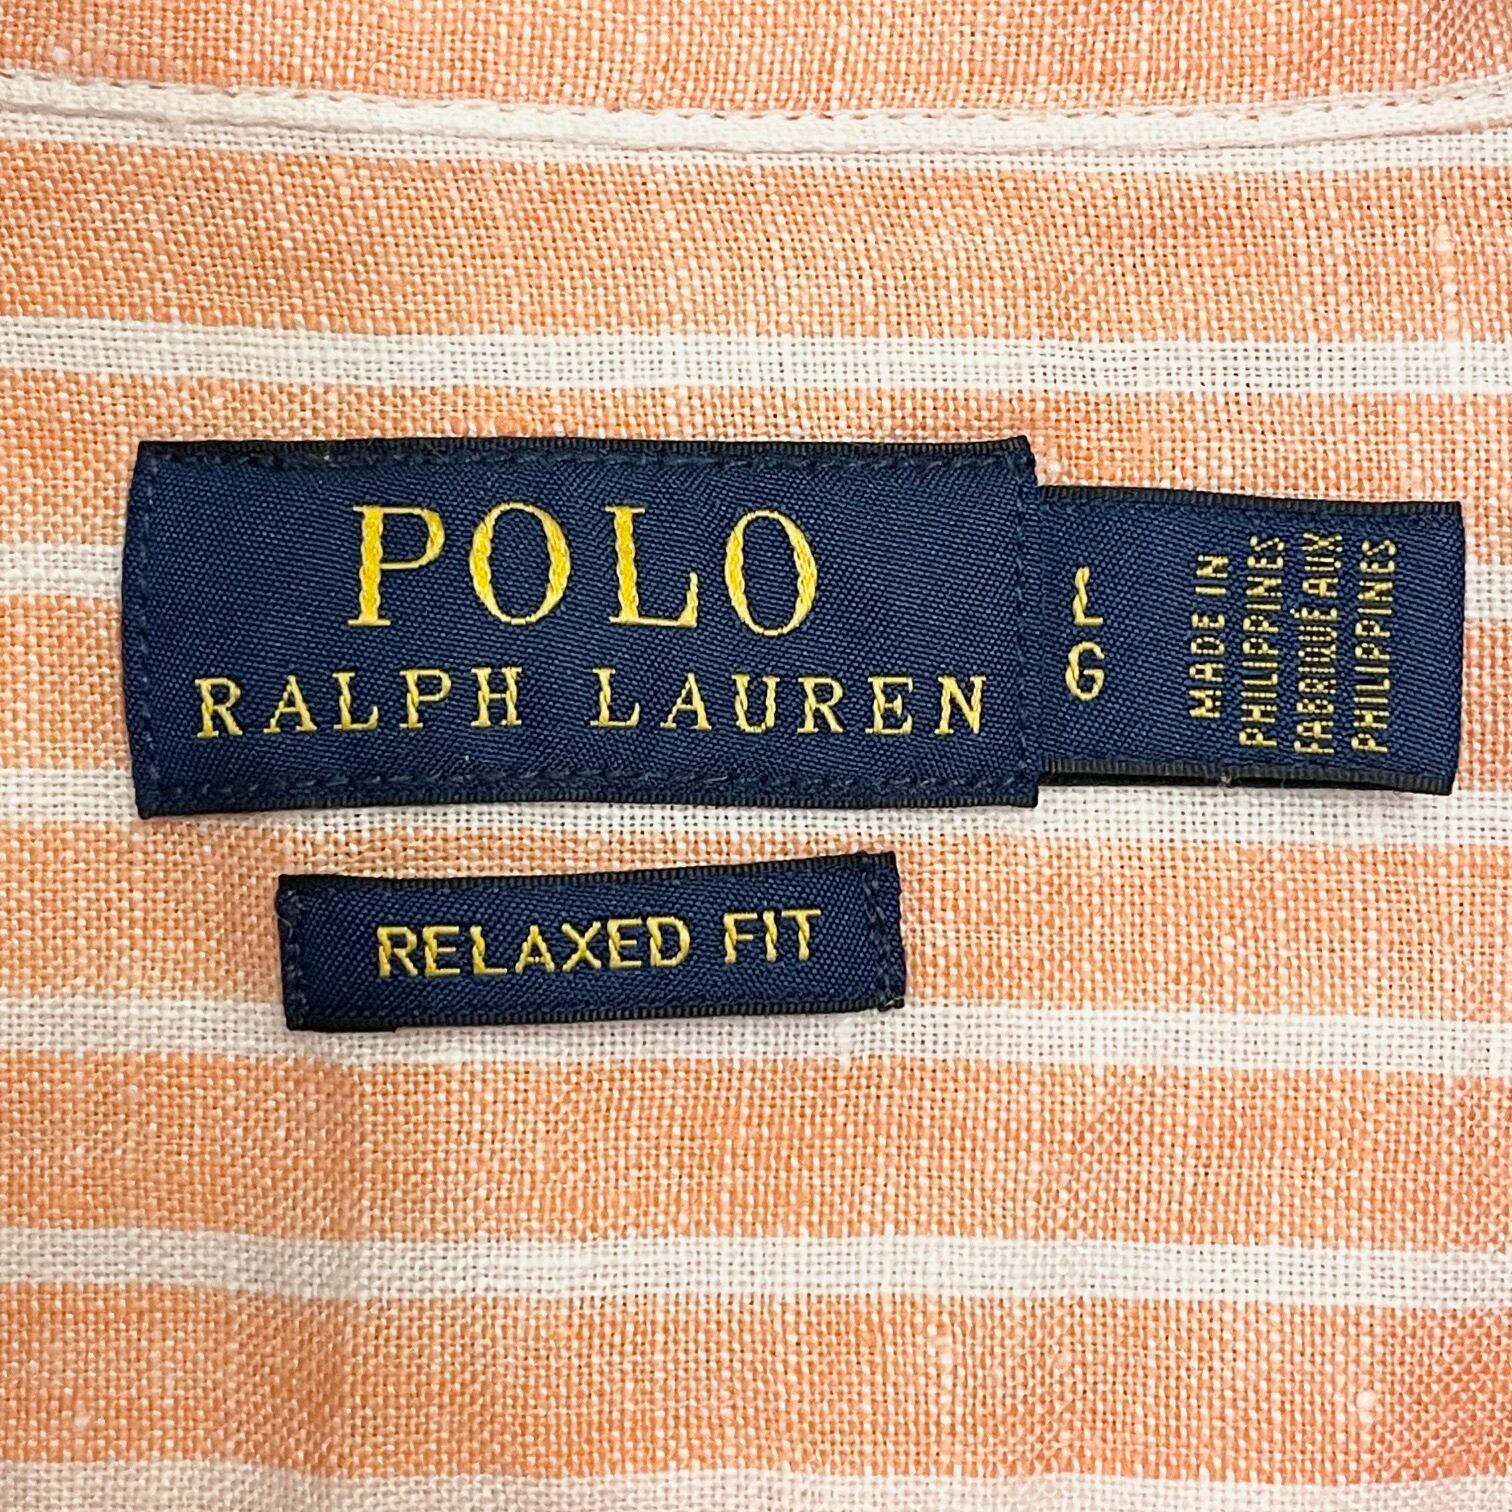 POLO
RALPH LAUREN
L
G
MADE IN
PHILIPPINES
FABRIQUÉ AUX
PHILIPPINES
RELAXED FIT